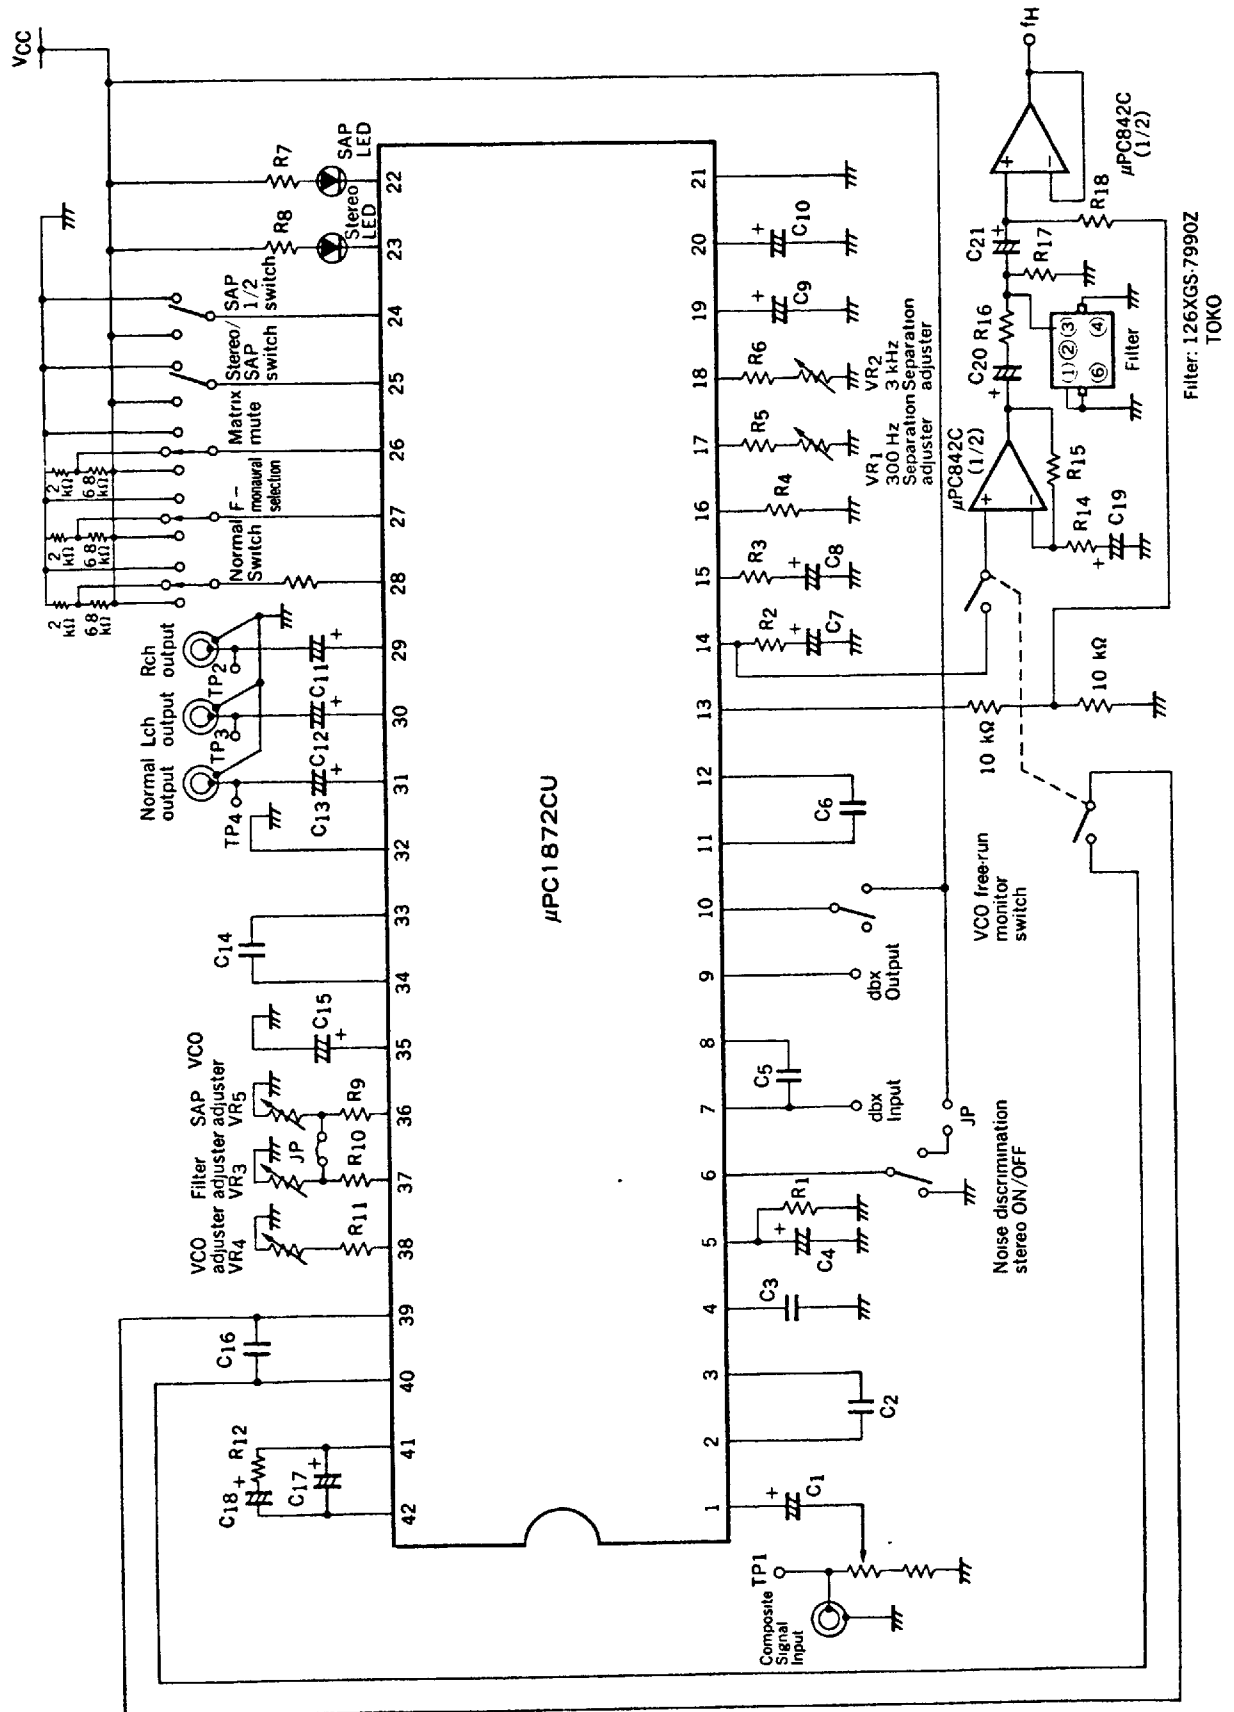 VCC
R7
SAP
LED
22
R8
Stereo
LED
23
SAP
1/2
switch
24
Stereo/
SAP
switch
25
Matrix
mute
26
2
kΩ
6.8
kΩ
F-
monaural
selection
27
2
kΩ
6.8
kΩ
Normal
Switch
28
2
kΩ
6.8
kΩ
Rch
output
TP2
C11
29
Lch
output
TP3
C12
30
Normal
output
TP4
C13
31
32
33
C14
34
C15
35
VCO
adjuster
SAP
adjuster
VR5
R9
36
Filter
adjuster
VR3
JP
R10
37
VCO
adjuster
VR4
R11
38
39
C16
40
R12
41
C18
+
C17
+
42
μPC1872CU
21
20
C10
+
19
C9
+
18
R6
VR2
3 kHz
Separation
adjuster
17
R5
VR1
300 Hz
Separation
adjuster
16
R4
15
R3
C8
+
14
R2
C7
+
13
10 kΩ
10 kΩ
12
C6
11
10
VCO free-run
monitor
switch
9
dbx
Output
8
C5
7
dbx
Input
JP
6
Noise discrimination
stereo ON/OFF
R1
5
C4
+
4
C3
3
C2
2
1
C1
+
TP1
Composite
Signal
Input
fH
μPC842C
(1/2)
+
−
R18
C21
+
R17
R16
C20
+
(1) (2) (3)
(6) (4)
Filter
Filter: 126XGS-7990Z
TOKO
μPC842C
(1/2)
+
−
R15
R14
C19
+